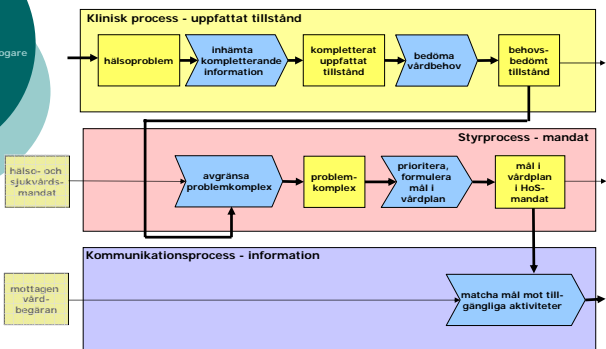 Klinisk process - uppfattat tillstånd
ogare
hälsoproblem
inhämta
kompletterande
information
kompletterat
uppfattat
tillstånd
bedöma
vårdbehov
behovs-
bedömt
tillstånd
Styrprocess - mandat
hälso- och
sjukvårds-
mandat
avgränsa
problemkomplex
problem-
komplex
prioritera,
formulera
mål i
vårdplan
mål i
vårdplan
i HoS-
mandat
Kommunikationsprocess - information
mottagen
vård-
begäran
matcha mål mot till-
gängliga aktiviteter